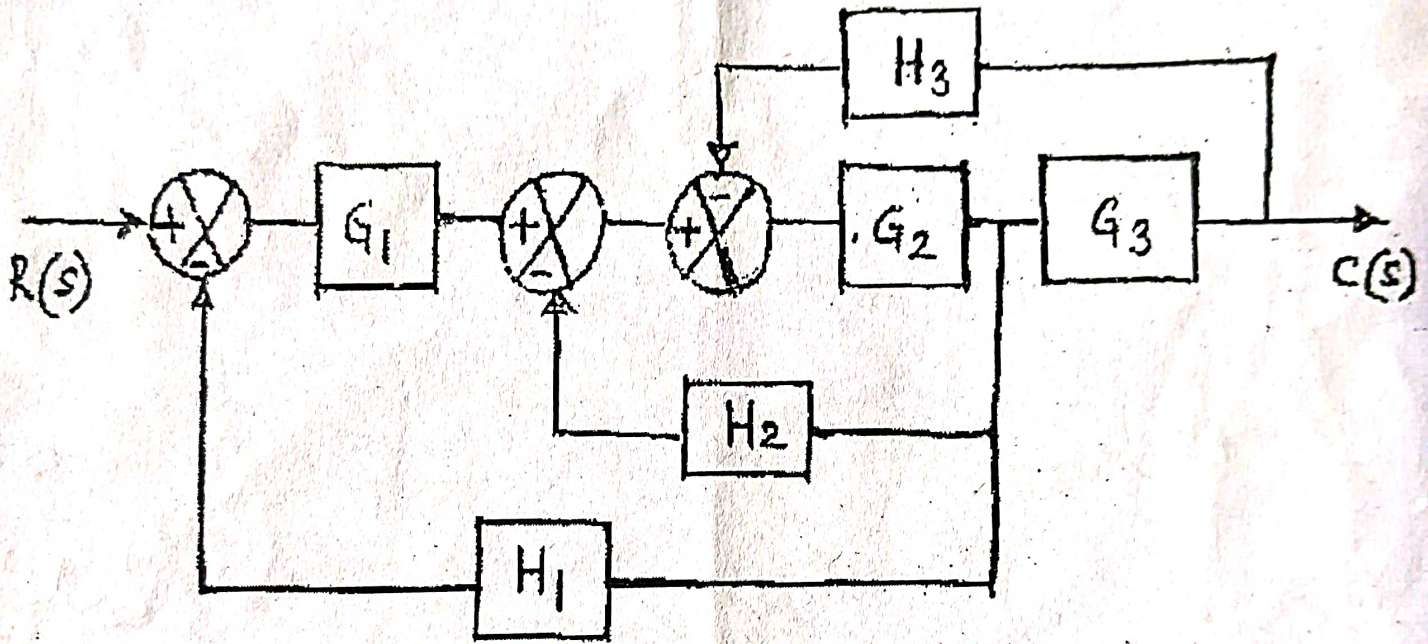 H3
+ - G1 + - + - G2 G3
R(s) C(s)
H2
H1